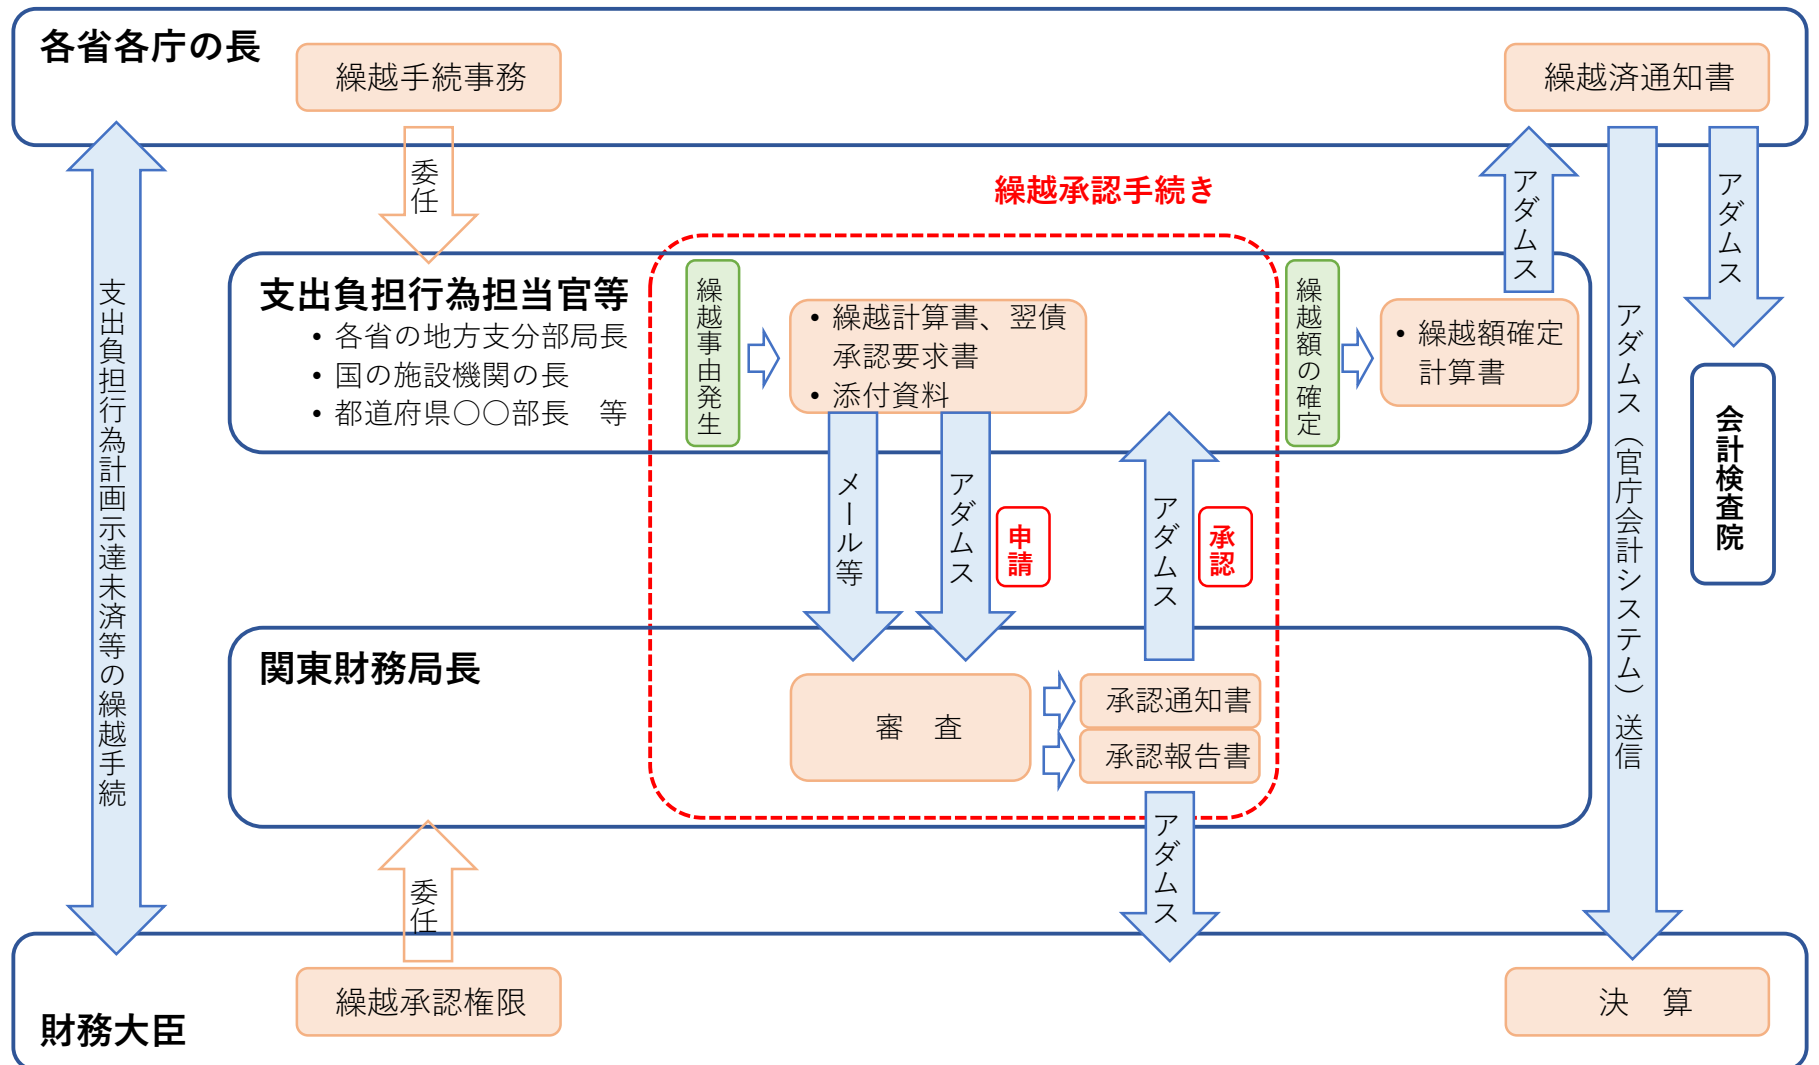 各省各庁の長
繰越手続事務
繰越済通知書
委任
繰越承認手続き
アダムス
アダムス
支出負担行為計画示達未済等の繰越手続
支出負担行為担当官等
• 各省の地方支分部局長
• 国の施設機関の長
• 都道府県〇〇部長　等
繰越事由発生
• 繰越計算書、翌債
承認要求書
• 添付資料
繰越額の確定
• 繰越額確定
計算書
アダムス（官庁会計システム）送信
会計検査院
メール等
アダムス
申請
アダムス
承認
関東財務局長
審　査
承認通知書
承認報告書
アダムス
委任
財務大臣
繰越承認権限
決　算